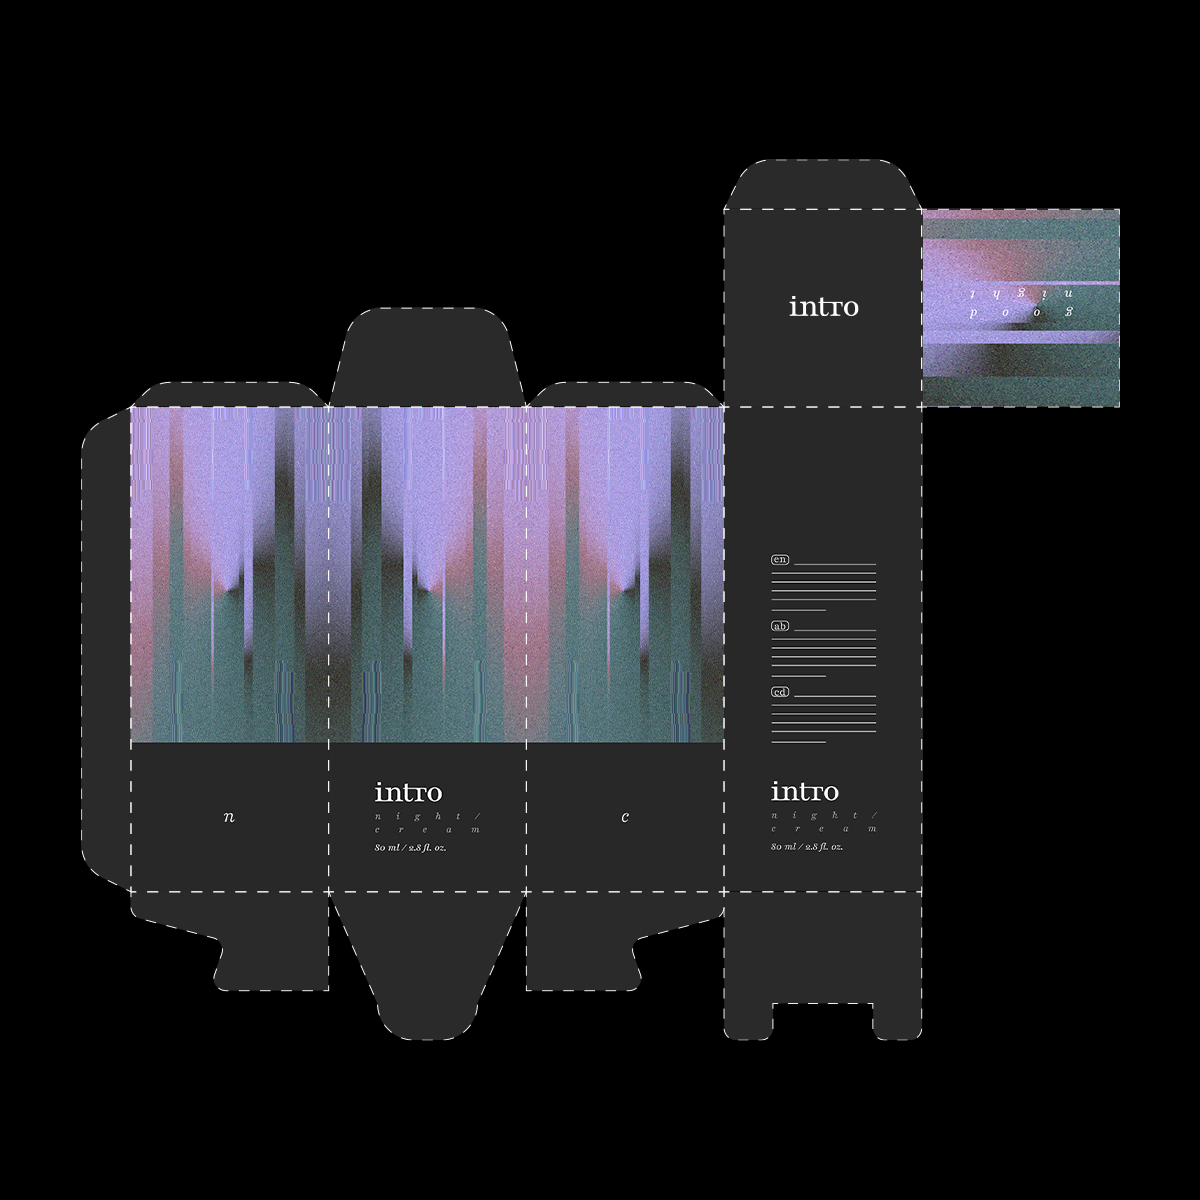 intro
good
night
en
ab
cd
n
intro
night/
cream
80 ml / 2.8 fl. oz.
c
intro
night/
cream
80 ml / 2.8 fl. oz.